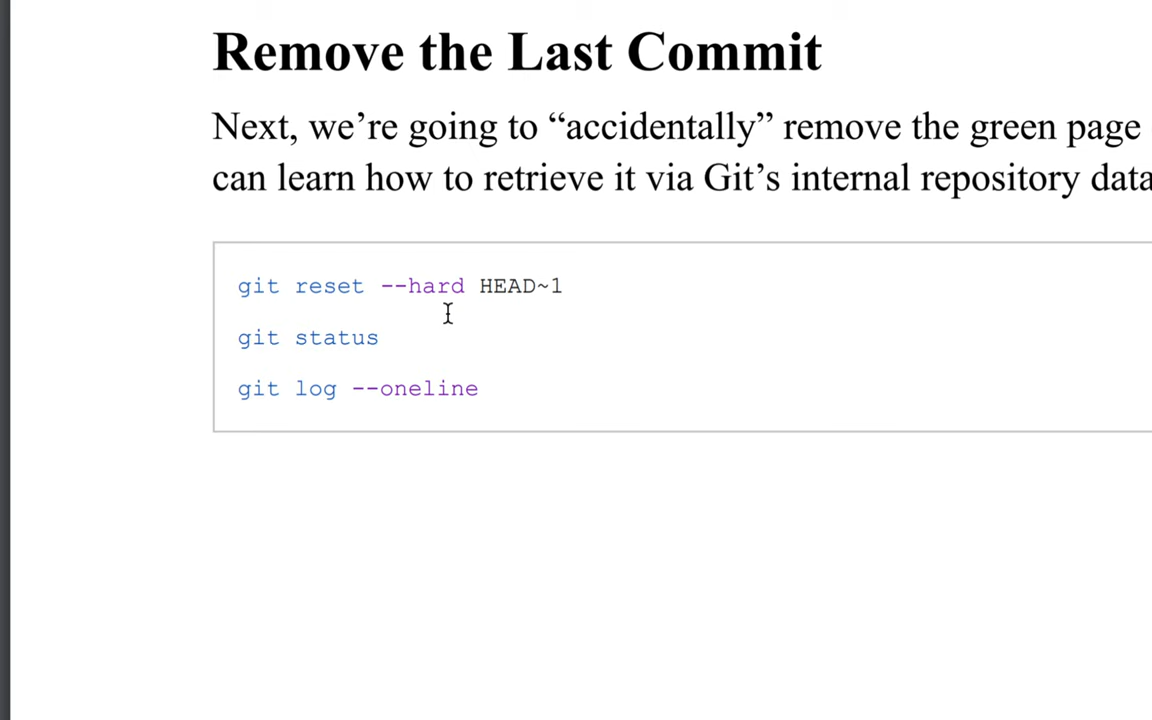 Remove the Last Commit
Next, we’re going to “accidentally” remove the green page
can learn how to retrieve it via Git’s internal repository data
git reset --hard HEAD~1
git status
git log --oneline